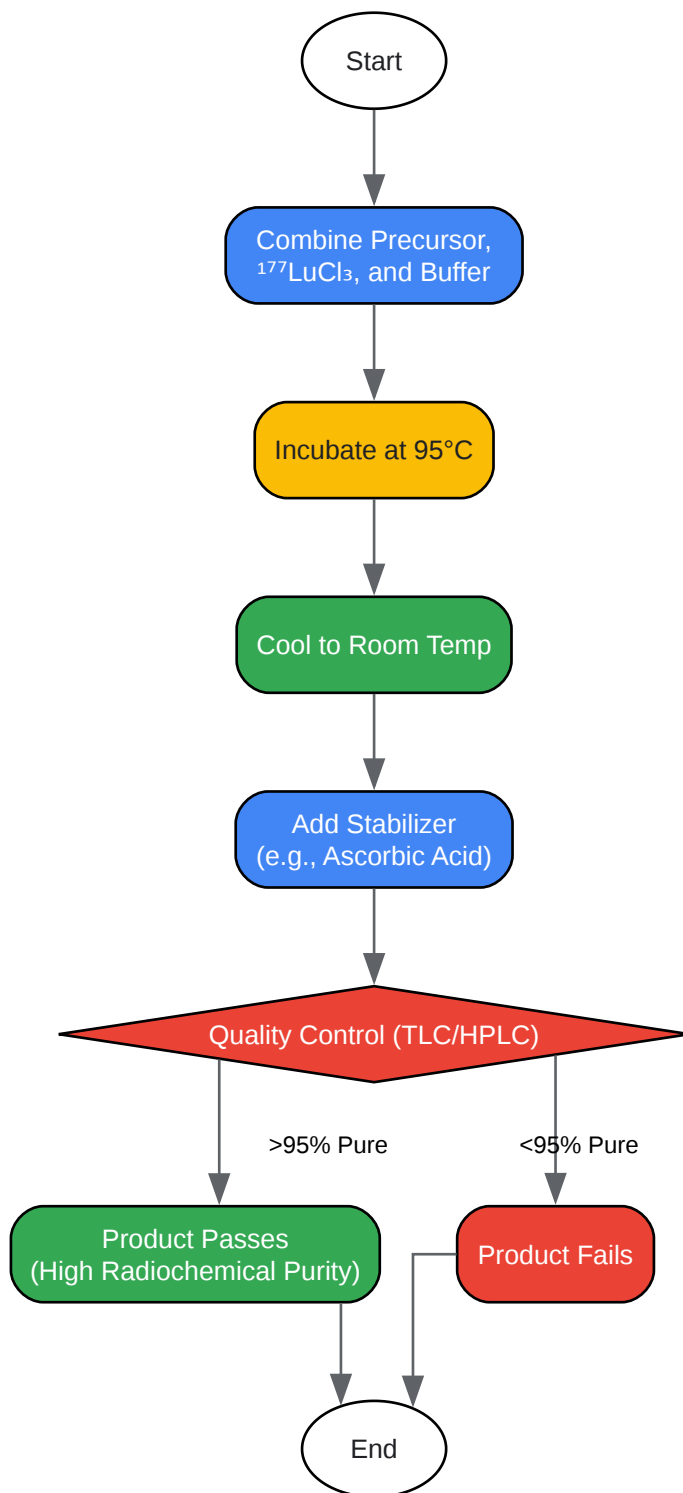 Start
Combine Precursor,
¹⁷⁷LuCl₃, and Buffer
Incubate at 95°C
Cool to Room Temp
Add Stabilizer
(e.g., Ascorbic Acid)
Quality Control (TLC/HPLC)
>95% Pure
<95% Pure
Product Passes
(High Radiochemical Purity)
Product Fails
End